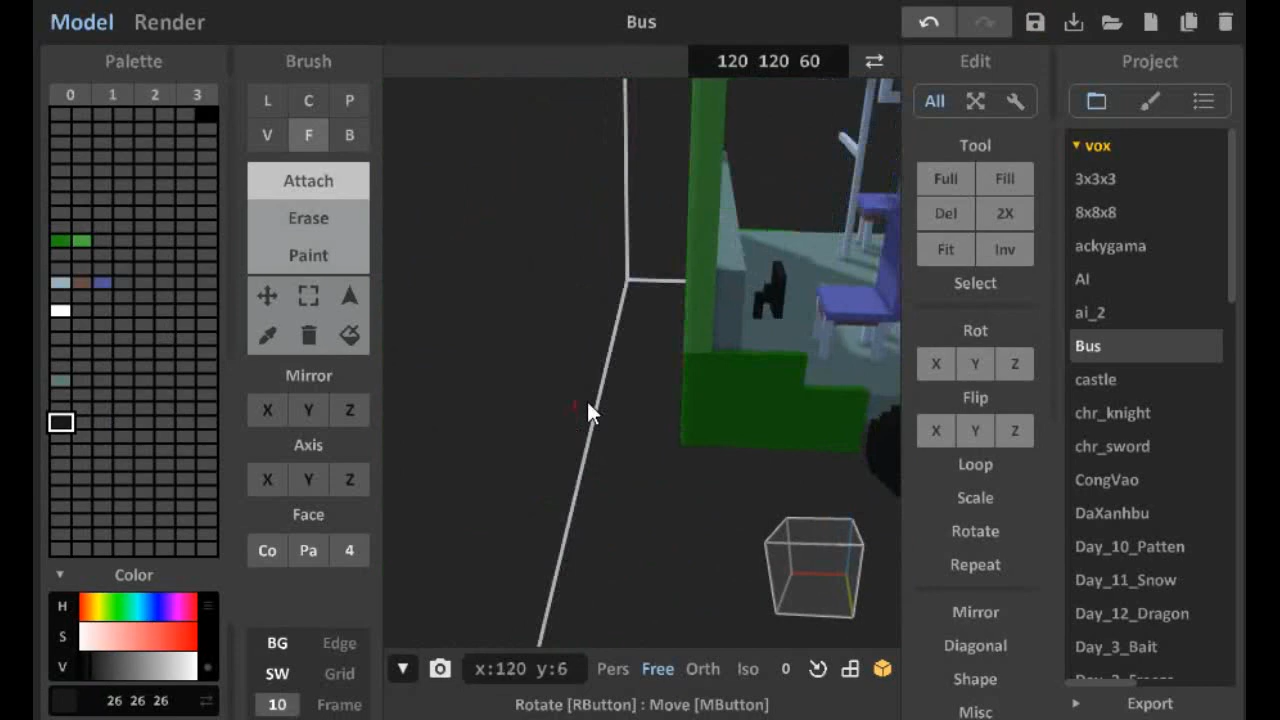 Model Render
Bus
Palette
0 1 2 3
Color
H
S
V
26 26 26
Brush
L C P
V F B
Attach
Erase
Paint
Mirror
X Y Z
Axis
X Y Z
Face
Co Pa 4
BG Edge
SW Grid
10 Frame
120 120 60
x:120 y:6 Pers Free Orth Iso 0
Rotate [RButton] : Move [MButton]
Edit
All
Tool
Full Fill
Del 2X
Fit Inv
Select
Rot
X Y Z
Flip
X Y Z
Loop
Scale
Rotate
Repeat
Mirror
Diagonal
Shape
Misc
Project
vox
3x3x3
8x8x8
ackygama
AI
ai_2
Bus
castle
chr_knight
chr_sword
CongVao
DaXanhbu
Day_10_Patten
Day_11_Snow
Day_12_Dragon
Day_3_Bait
Export